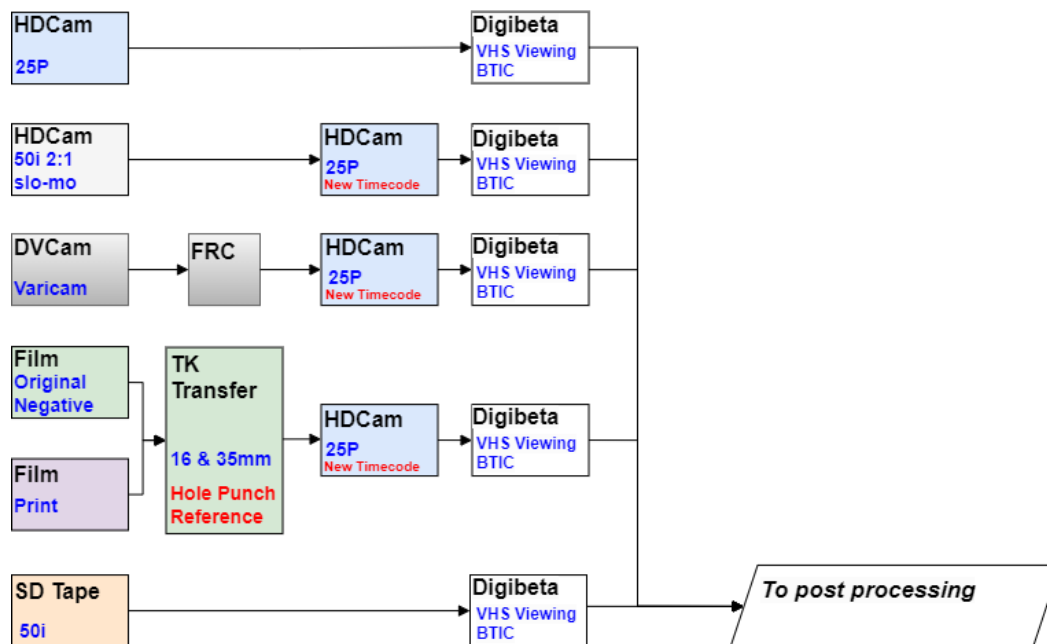 HDCam
25P
Digibeta
VHS Viewing
BTIC
HDCam
50i 2:1
slo-mo
HDCam
25P
New Timecode
Digibeta
VHS Viewing
BTIC
DVCam
Varicam
FRC
HDCam
25P
New Timecode
Digibeta
VHS Viewing
BTIC
Film
Original
Negative
Film
Print
TK
Transfer
16 & 35mm
Hole Punch
Reference
HDCam
25P
New Timecode
Digibeta
VHS Viewing
BTIC
SD Tape
50i
Digibeta
VHS Viewing
BTIC
To post processing